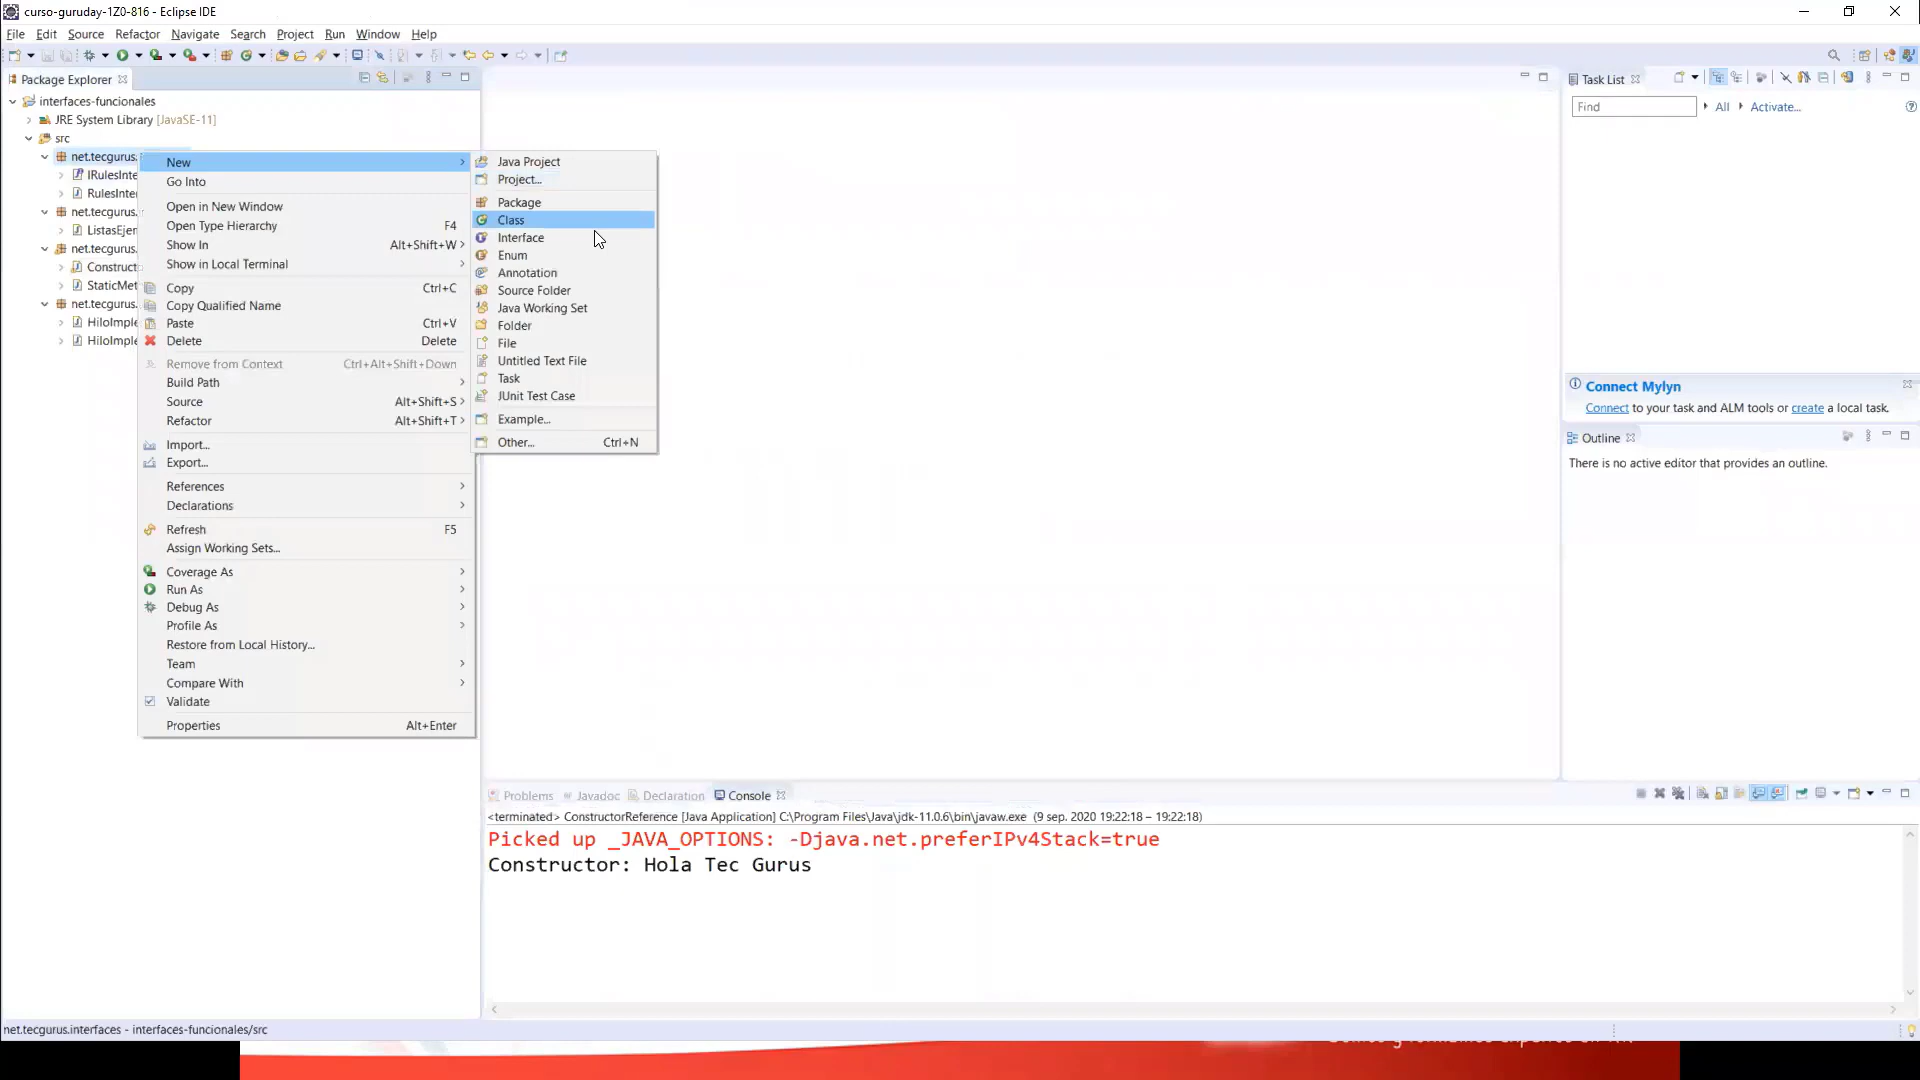 curso-guruday-1Z0-816 - Eclipse IDE
File Edit Source Refactor Navigate Search Project Run Window Help
Package Explorer
interfaces-funcionales
JRE System Library [JavaSE-11]
src
net.tecgurus.
IRulesInte
RulesInte
net.tecgurus.
ListasEjem
net.tecgurus.
Construct
StaticMet
net.tecgurus.
HiloImple
HiloImple
New
Go Into
Open in New Window
Open Type Hierarchy F4
Show In Alt+Shift+W
Show in Local Terminal
Copy Ctrl+C
Copy Qualified Name
Paste Ctrl+V
Delete Delete
Remove from Context Ctrl+Alt+Shift+Down
Build Path
Source Alt+Shift+S
Refactor Alt+Shift+T
Import...
Export...
References
Declarations
Refresh F5
Assign Working Sets...
Coverage As
Run As
Debug As
Profile As
Restore from Local History...
Team
Compare With
Validate
Properties Alt+Enter
Java Project
Project...
Package
Class
Interface
Enum
Annotation
Source Folder
Java Working Set
Folder
File
Untitled Text File
Task
JUnit Test Case
Example...
Other... Ctrl+N
Task List
Find All Activate...
Connect Mylyn
Connect to your task and ALM tools or create a local task.
Outline
There is no active editor that provides an outline.
Problems Javadoc Declaration Console
<terminated> ConstructorReference [Java Application] C:\Program Files\Java\jdk-11.0.6\bin\javaw.exe (9 sep. 2020 19:22:18 – 19:22:18)
Picked up _JAVA_OPTIONS: -Djava.net.preferIPv4Stack=true
Constructor: Hola Tec Gurus
net.tecgurus.interfaces - interfaces-funcionales/src